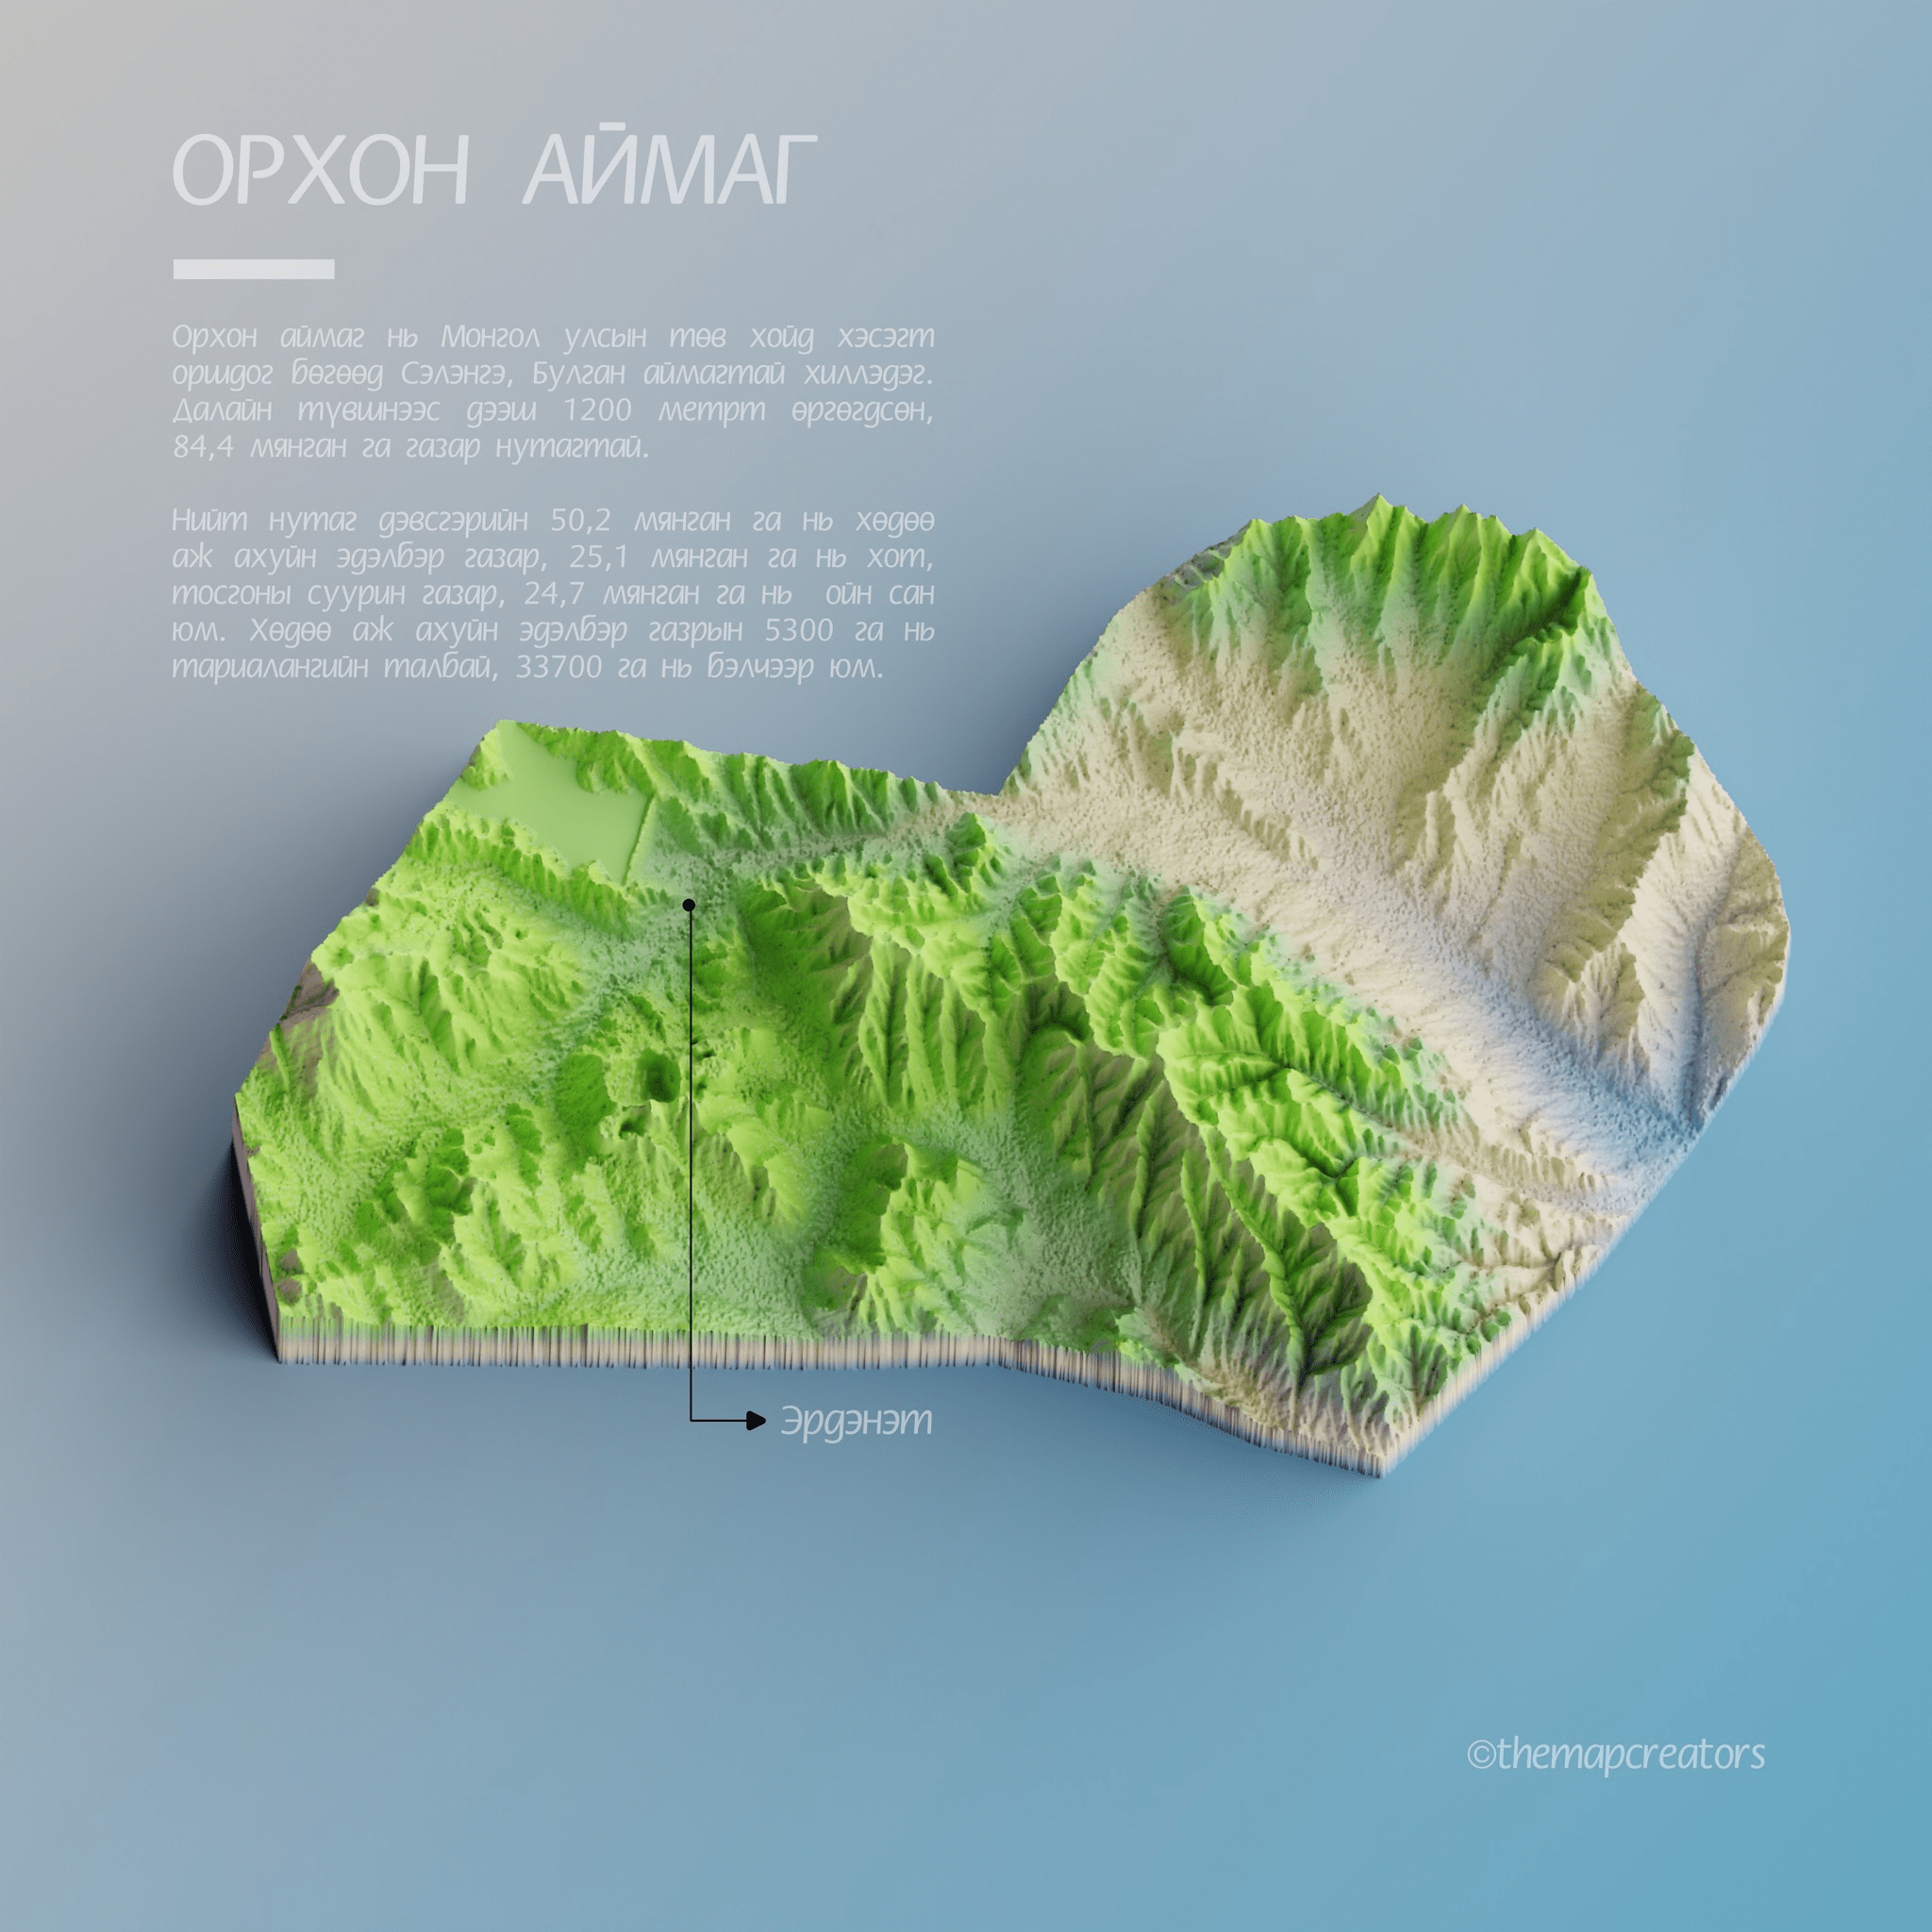 ОРХОН АЙМАГ
Орхон аймаг нь Монгол улсын төв хойд хэсэгт
оршдог бөгөөд Сэлэнгэ, Булган аймагтай хиллэдэг.
Далайн түвшнээс дээш 1200 метрт өргөгдсөн,
84,4 мянган га газар нутагтай.
Нийт нутаг дэвсгэрийн 50,2 мянган га нь хөдөө
аж ахуйн эдэлбэр газар, 25,1 мянган га нь хот,
тосгоны суурин газар, 24,7 мянган га нь ойн сан
юм. Хөдөө аж ахуйн эдэлбэр газрын 5300 га нь
тариалангийн талбай, 33700 га нь бэлчээр юм.
Эрдэнэт
©themapcreators